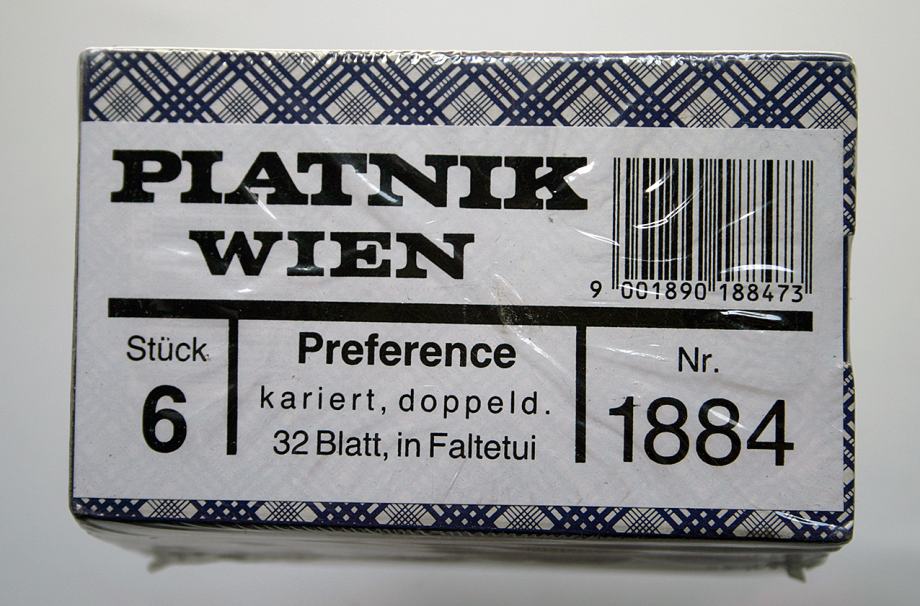 PIATNIK
WIEN
9 001890 188473
Stück
6
Preference
kariert, doppeld.
32 Blatt, in Faltetui
Nr.
1884